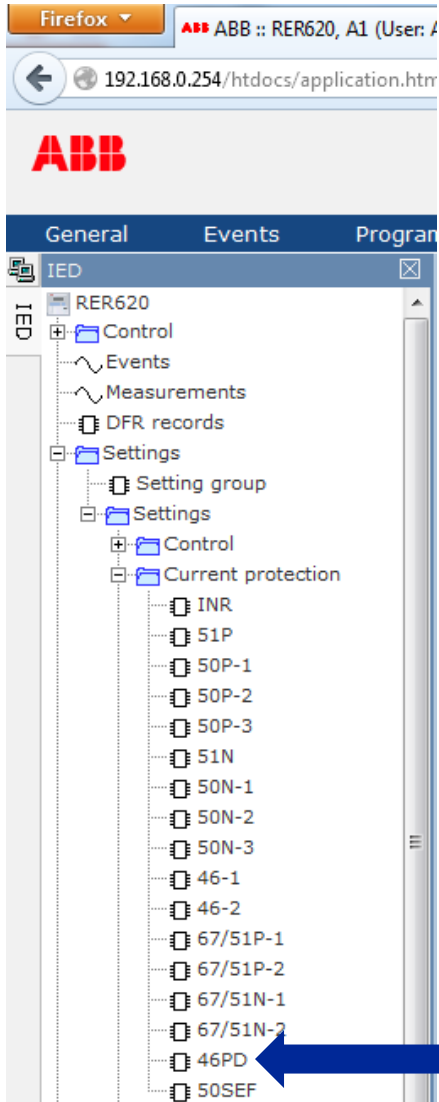 Firefox
ABB ABB :: RER620, A1 (User: A
192.168.0.254/htdocs/application.htm
ABB
General Events Program
IED
IED
RER620
Control
Events
Measurements
DFR records
Settings
Setting group
Settings
Control
Current protection
INR
51P
50P-1
50P-2
50P-3
51N
50N-1
50N-2
50N-3
46-1
46-2
67/51P-1
67/51P-2
67/51N-1
67/51N-2
46PD
50SEF